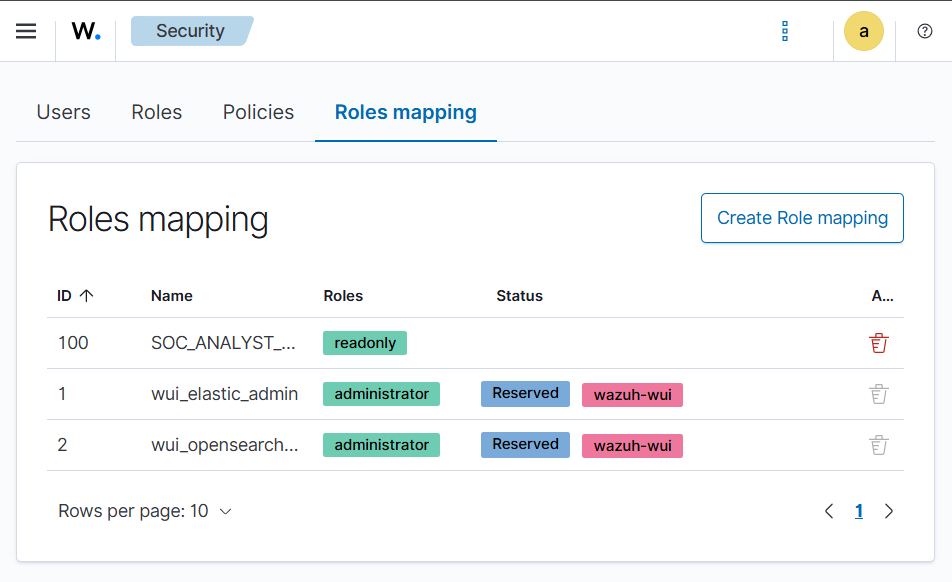 W. Security a
Users Roles Policies Roles mapping
Roles mapping Create Role mapping
ID Name Roles Status A...
100 SOC_ANALYST_... readonly
1 wui_elastic_admin administrator Reserved wazuh-wui
2 wui_opensearch... administrator Reserved wazuh-wui
Rows per page: 10 1